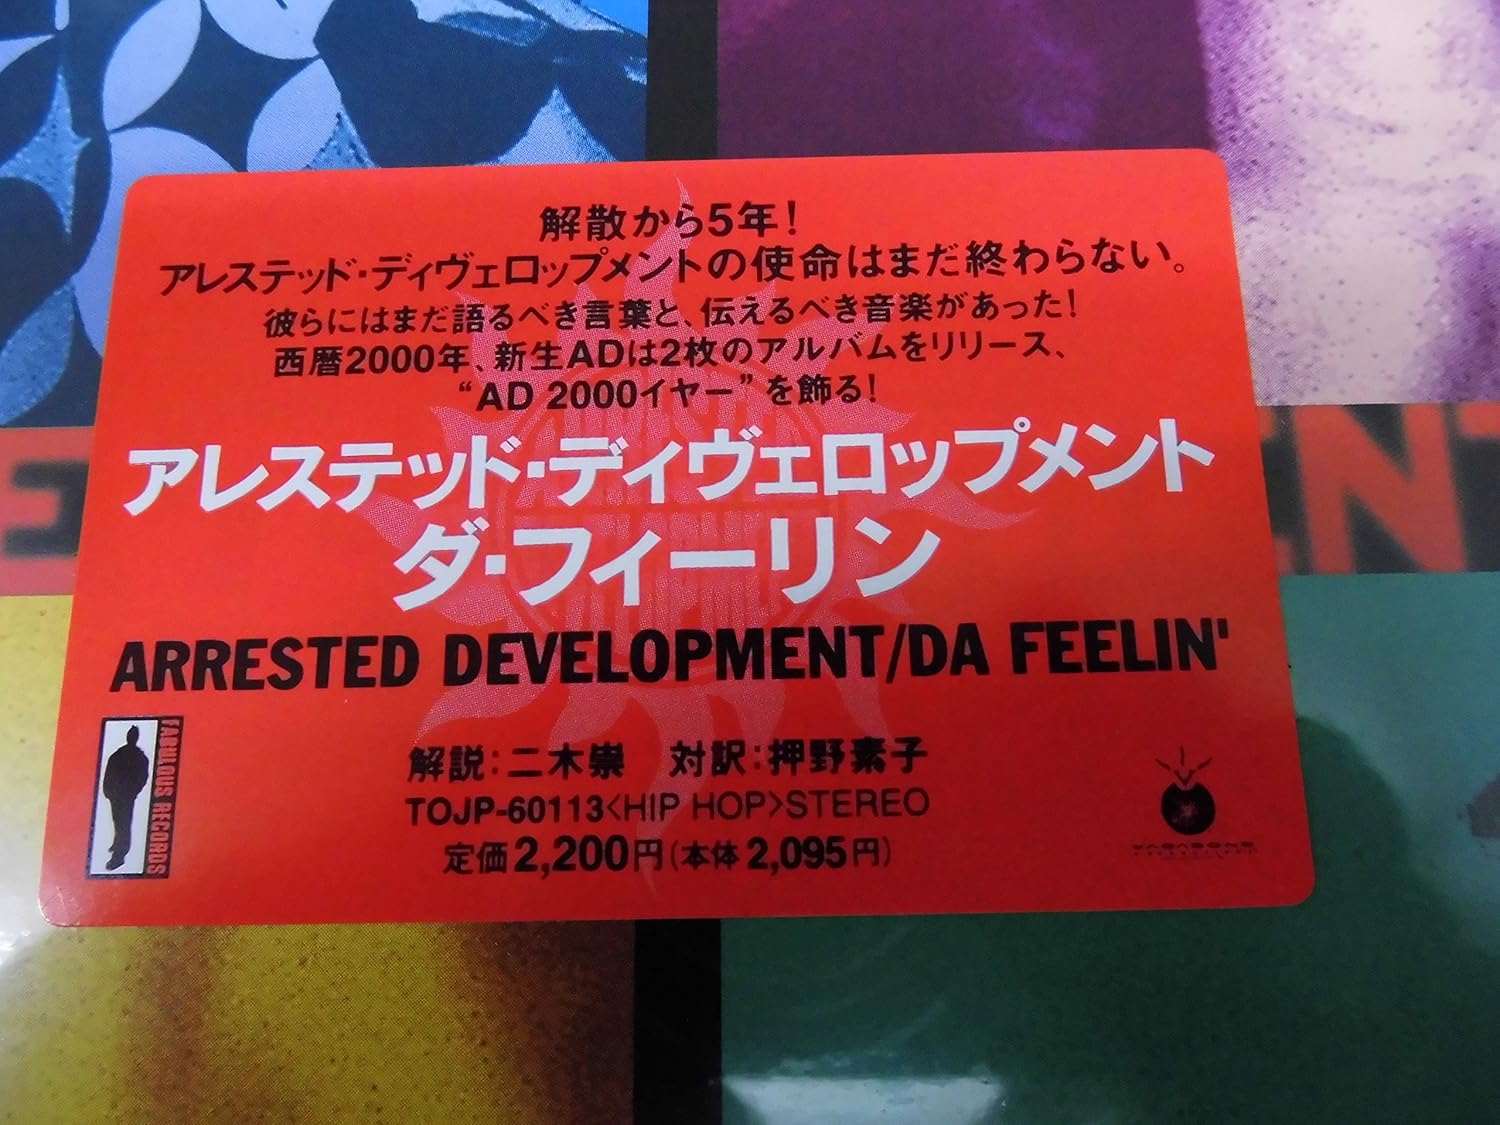 解散から5年!
アレステッド・ディヴェロップメントの使命はまだ終わらない。
彼らにはまだ語るべき言葉と、伝えるべき音楽があった!
西暦2000年、新生ADは2枚のアルバムをリリース、
“AD 2000イヤー”を飾る!
アレステッド・ディヴェロップメント
ダ・フィーリン
ARRESTED DEVELOPMENT/DA FEELIN'
解説:二木崇 対訳:押野素子
TOJP-60113<HIP HOP>STEREO
定価2,200円(本体2,095円)
FABULOUS RECORDS